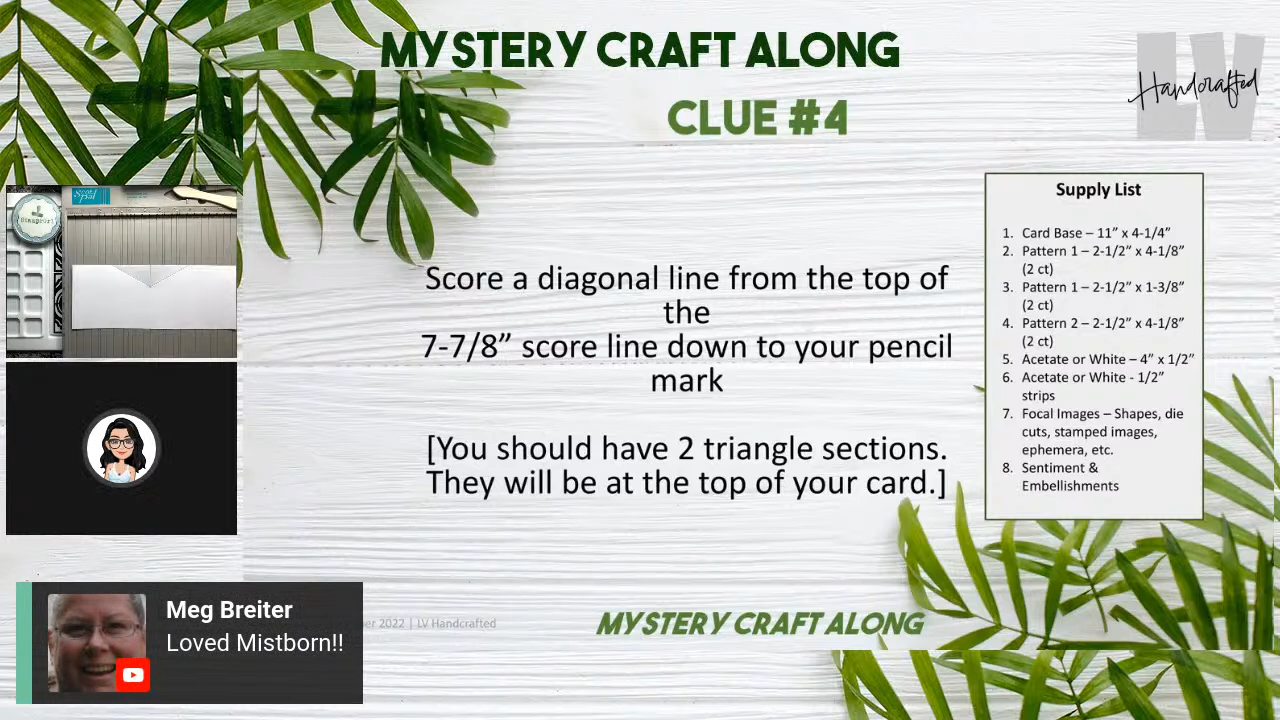 MYSTERY CRAFT ALONG
Handcrafted
LV
CLUE #4
Score a diagonal line from the top of
the
7-7/8” score line down to your pencil
mark
[You should have 2 triangle sections.
They will be at the top of your card.]
Supply List
1. Card Base – 11” x 4-1/4”
2. Pattern 1 – 2-1/2” x 4-1/8”
(2 ct)
3. Pattern 1 – 2-1/2” x 1-3/8”
(2 ct)
4. Pattern 2 – 2-1/2” x 4-1/8”
(2 ct)
5. Acetate or White – 4” x 1/2”
6. Acetate or White - 1/2”
strips
7. Focal Images – Shapes, die
cuts, stamped images,
ephemera, etc.
8. Sentiment &
Embellishments
Meg Breiter
Loved Mistborn!!
2022 | LV Handcrafted
MYSTERY CRAFT ALONG